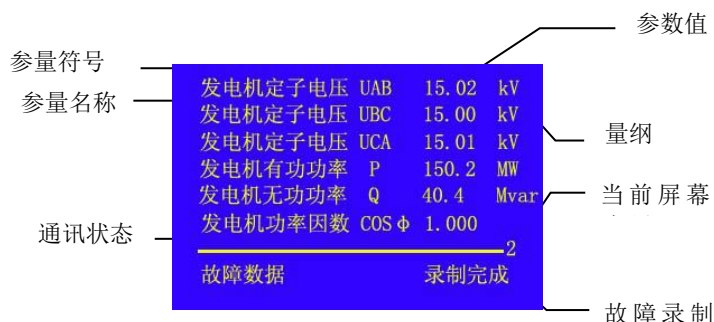 参数值
参量符号
参量名称
发电机定子电压 UAB 15.02 kV
发电机定子电压 UBC 15.00 kV
发电机定子电压 UCA 15.01 kV
发电机有功功率 P 150.2 MW
发电机无功功率 Q 40.4 Mvar
发电机功率因数 COSφ 1.000
2
故障数据 录制完成
量纲
当前屏幕
通讯状态
故障录制